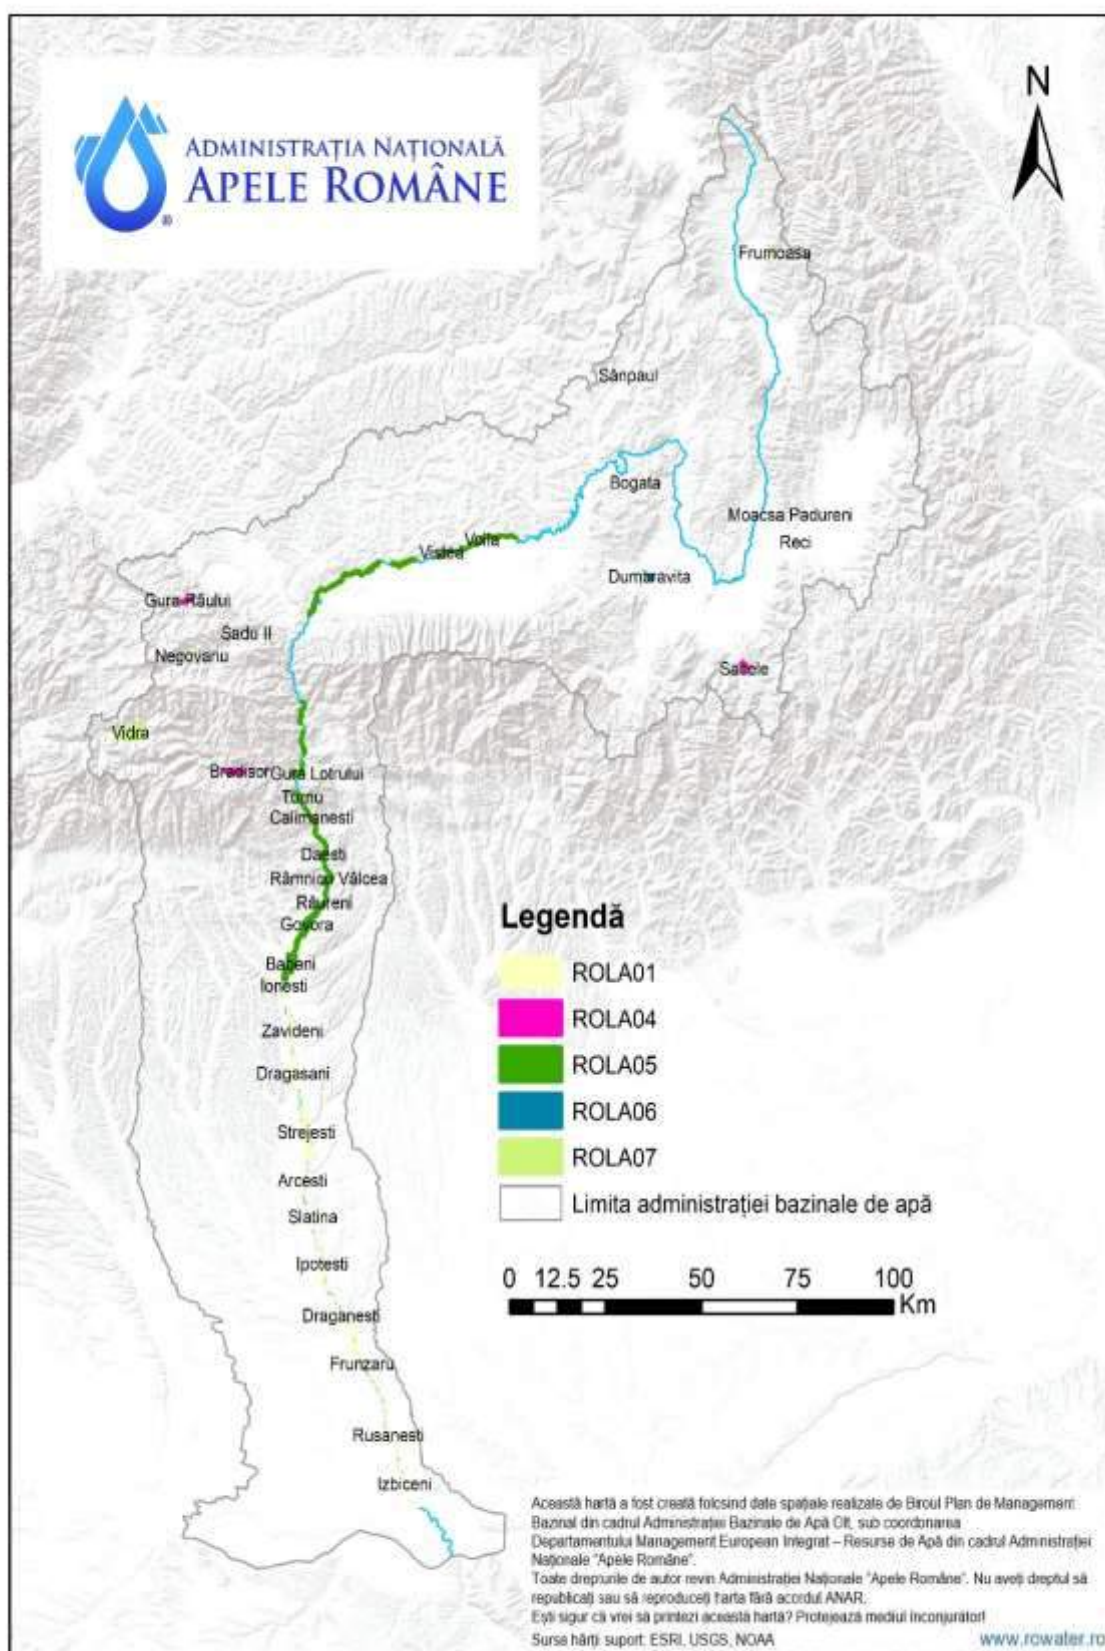 N
ADMINISTRAȚIA NAȚIONALĂ
APELE ROMÂNE
®
Frumoasa
Sânpaul
Bogata
Moacsa Padureni
Voila
Vistea
Reci
Dumbravita
Gura Râului
Sadu II
Negovanu
Sacele
Vidra
Bradisor
Gura Lotrului
Turnu
Calimanesti
Daesti
Râmnicu Vâlcea
Râureni
Govora
Babeni
Ionesti
Zavideni
Dragasani
Strejesti
Arcesti
Slatina
Ipotesti
Draganesti
Frunzaru
Rusanesti
Izbiceni
Legendă
ROLA01
ROLA04
ROLA05
ROLA06
ROLA07
Limita administrației bazinale de apă
0 12.5 25 50 75 100
Km
Această hartă a fost creată folosind date spațiale realizate de Biroul Plan de Management
Bazinal din cadrul Administrației Bazinale de Apă Olt, sub coordonarea
Departamentului Management European Integrat – Resurse de Apă din cadrul Administrației
Naționale "Apele Române".
Toate drepturile de autor revin Administrației Naționale "Apele Române". Nu aveți dreptul să
republicați sau să reproduceți harta fără acordul ANAR.
Ești sigur că vrei să printezi această hartă? Protejează mediul înconjurător!
Sursa hărții suport: ESRI, USGS, NOAA
www.rowater.ro